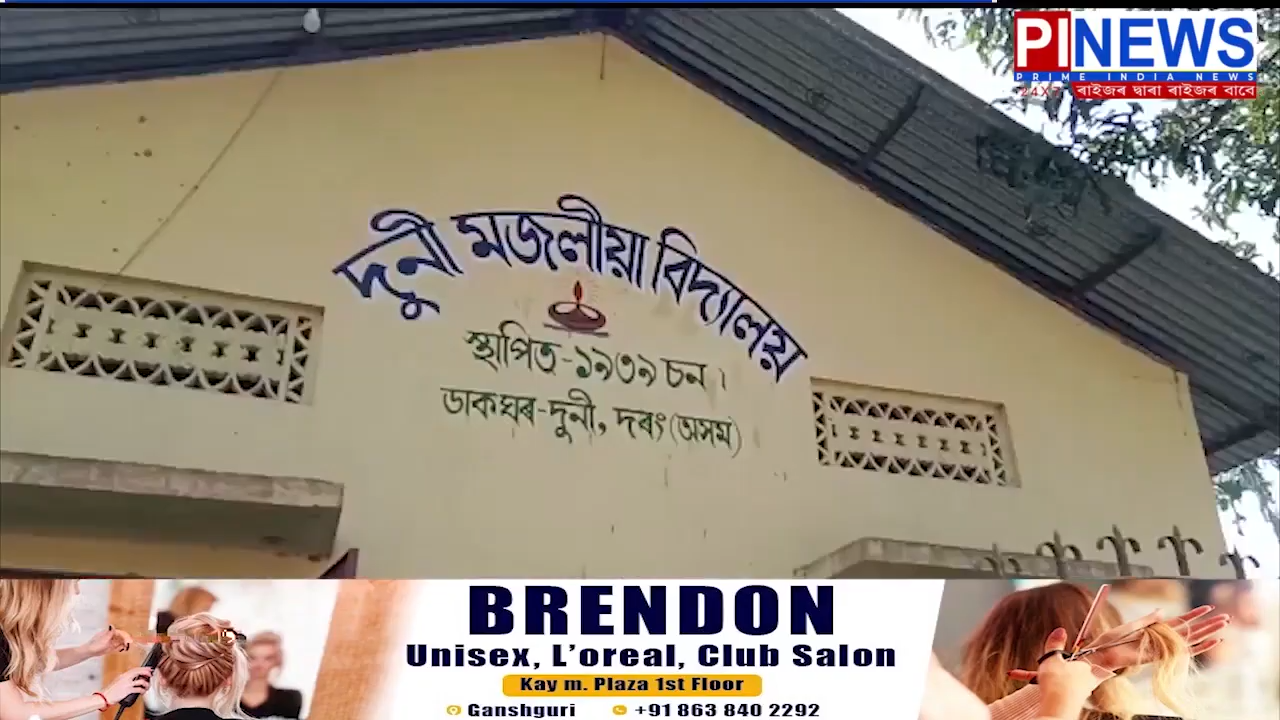 PINEWS
PRIME INDIA NEWS
24X7 ৰাইজৰ দ্বাৰা ৰাইজৰ বাবে
দুনী মজলীয়া বিদ্যালয়
স্থাপিত-১৯৩৯ চন।
ডাকঘৰ-দুনী, দৰং (অসম)
BRENDON
Unisex, L'oreal, Club Salon
Kay m. Plaza 1st Floor
Ganshguri +91 863 840 2292